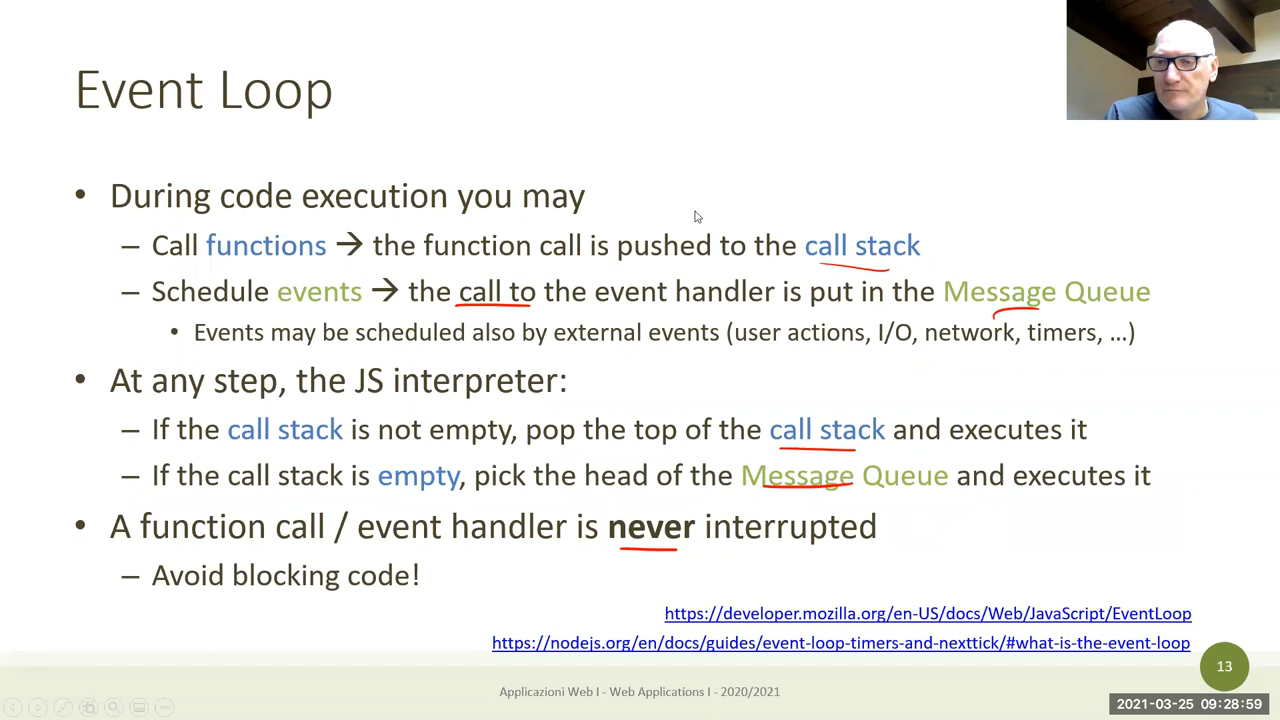 Event Loop
• During code execution you may
– Call functions → the function call is pushed to the call stack
– Schedule events → the call to the event handler is put in the Message Queue
• Events may be scheduled also by external events (user actions, I/O, network, timers, …)
• At any step, the JS interpreter:
– If the call stack is not empty, pop the top of the call stack and executes it
– If the call stack is empty, pick the head of the Message Queue and executes it
• A function call / event handler is never interrupted
– Avoid blocking code!
https://developer.mozilla.org/en-US/docs/Web/JavaScript/EventLoop
https://nodejs.org/en/docs/guides/event-loop-timers-and-nexttick/#what-is-the-event-loop
13
Applicazioni Web I - Web Applications I - 2020/2021
2021-03-25 09:28:59